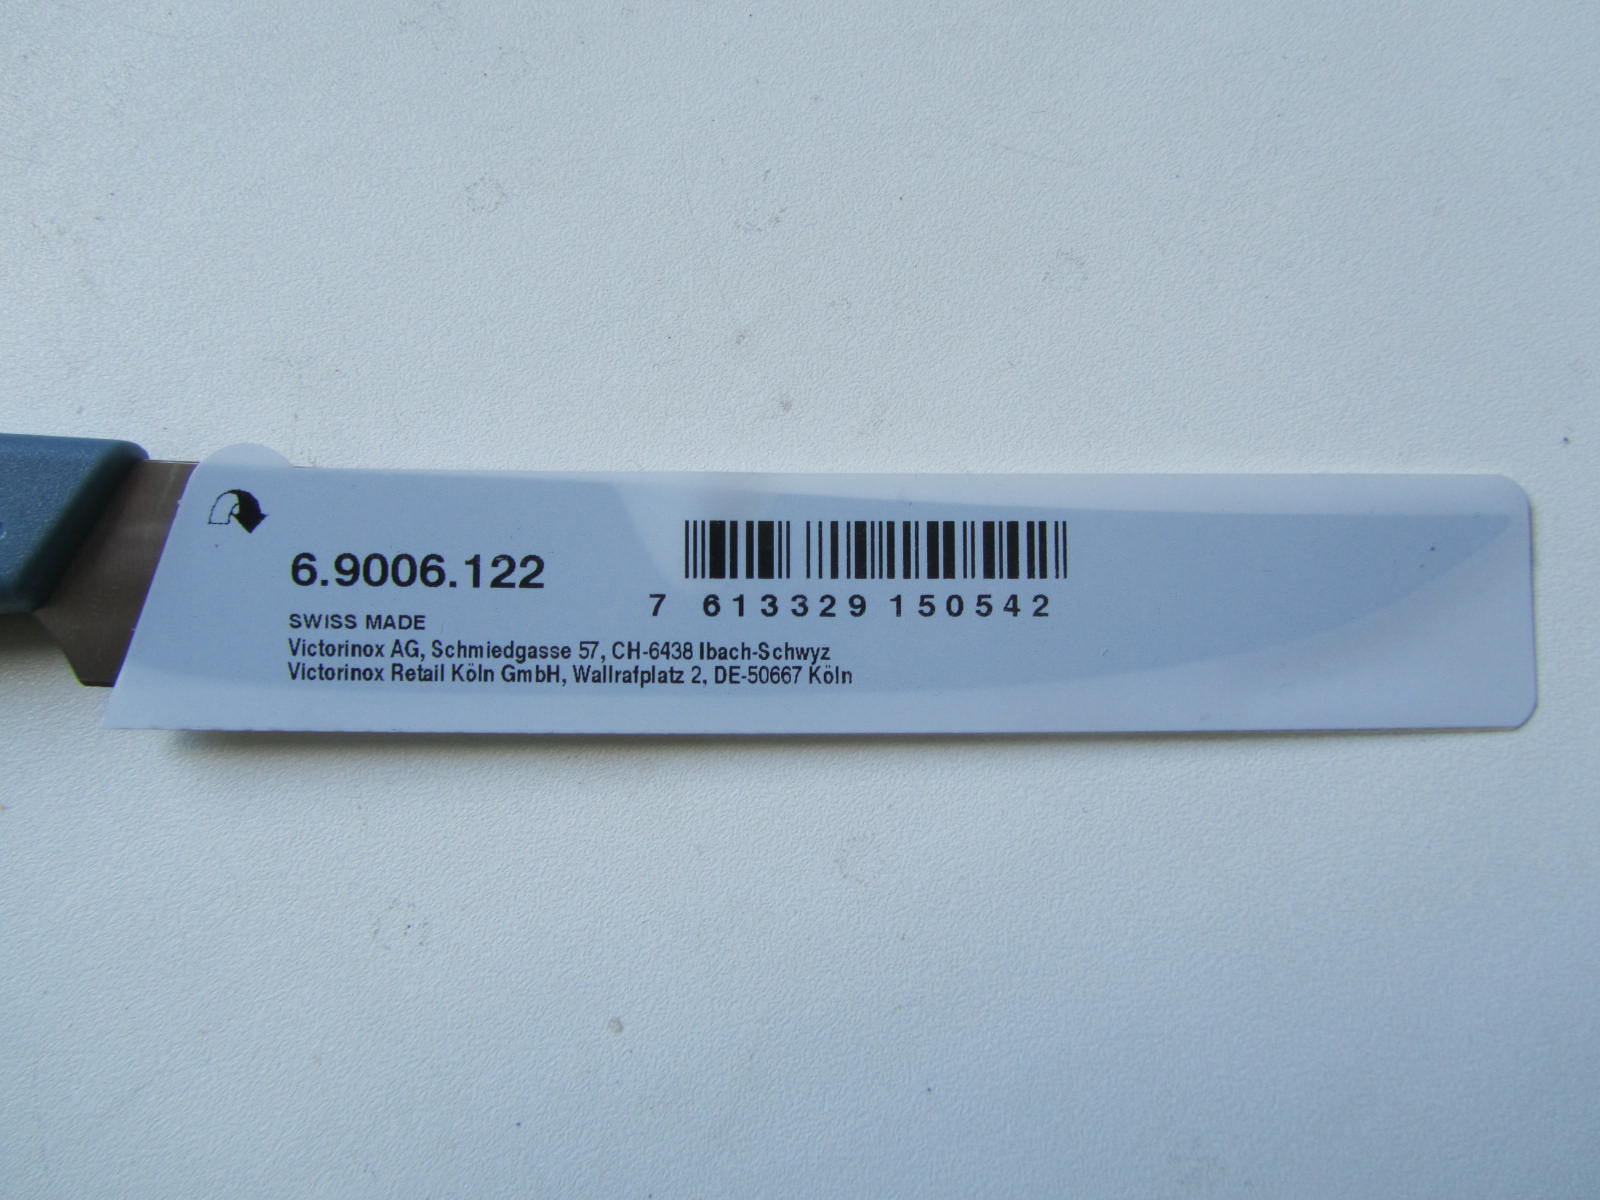 6.9006.122
SWISS MADE
Victorinox AG, Schmiedgasse 57, CH-6438 Ibach-Schwyz
Victorinox Retail Köln GmbH, Wallrafplatz 2, DE-50667 Köln
7 613329 150542